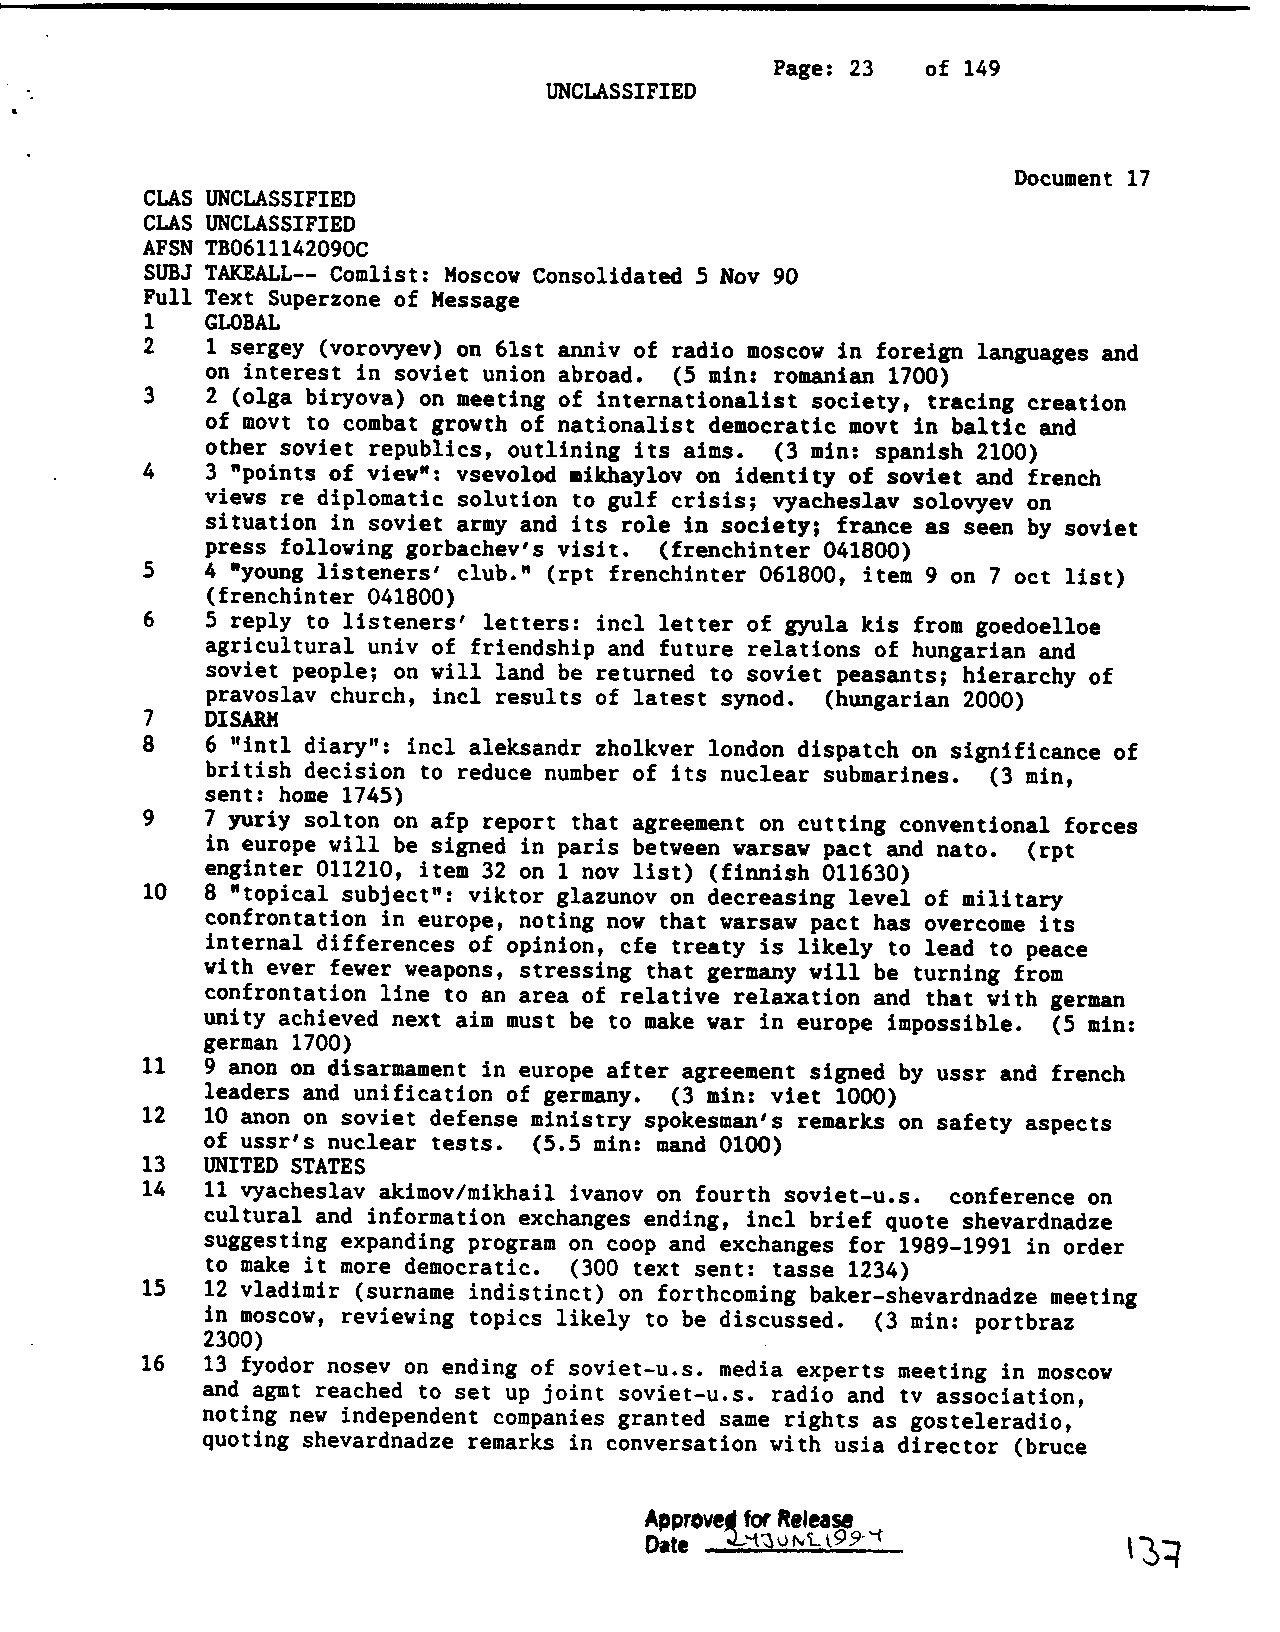 Page: 23 of 149
UNCLASSIFIED
Document 17
CLAS UNCLASSIFIED
CLAS UNCLASSIFIED
AFSN TB0611142090C
SUBJ TAKEALL-- Comlist: Moscow Consolidated 5 Nov 90
Full Text Superzone of Message
1 GLOBAL
2 1 sergey (vorovyev) on 61st anniv of radio moscow in foreign languages and
on interest in soviet union abroad. (5 min: romanian 1700)
3 2 (olga biryova) on meeting of internationalist society, tracing creation
of movt to combat growth of nationalist democratic movt in baltic and
other soviet republics, outlining its aims. (3 min: spanish 2100)
4 3 "points of view": vsevolod mikhaylov on identity of soviet and french
views re diplomatic solution to gulf crisis; vyacheslav solovyev on
situation in soviet army and its role in society; france as seen by soviet
press following gorbachev's visit. (frenchinter 041800)
5 4 "young listeners' club." (rpt frenchinter 061800, item 9 on 7 oct list)
(frenchinter 041800)
6 5 reply to listeners' letters: incl letter of gyula kis from goedoelloe
agricultural univ of friendship and future relations of hungarian and
soviet people; on will land be returned to soviet peasants; hierarchy of
pravoslav church, incl results of latest synod. (hungarian 2000)
7 DISARM
8 6 "intl diary": incl aleksandr zholkver london dispatch on significance of
british decision to reduce number of its nuclear submarines. (3 min,
sent: home 1745)
9 7 yuriy solton on afp report that agreement on cutting conventional forces
in europe will be signed in paris between warsaw pact and nato. (rpt
enginter 011210, item 32 on 1 nov list) (finnish 011630)
10 8 "topical subject": viktor glazunov on decreasing level of military
confrontation in europe, noting now that warsaw pact has overcome its
internal differences of opinion, cfe treaty is likely to lead to peace
with ever fewer weapons, stressing that germany will be turning from
confrontation line to an area of relative relaxation and that with german
unity achieved next aim must be to make war in europe impossible. (5 min:
german 1700)
11 9 anon on disarmament in europe after agreement signed by ussr and french
leaders and unification of germany. (3 min: viet 1000)
12 10 anon on soviet defense ministry spokesman's remarks on safety aspects
of ussr's nuclear tests. (5.5 min: mand 0100)
13 UNITED STATES
14 11 vyacheslav akimov/mikhail ivanov on fourth soviet-u.s. conference on
cultural and information exchanges ending, incl brief quote shevardnadze
suggesting expanding program on coop and exchanges for 1989-1991 in order
to make it more democratic. (300 text sent: tasse 1234)
15 12 vladimir (surname indistinct) on forthcoming baker-shevardnadze meeting
in moscow, reviewing topics likely to be discussed. (3 min: portbraz
2300)
16 13 fyodor nosev on ending of soviet-u.s. media experts meeting in moscow
and agmt reached to set up joint soviet-u.s. radio and tv association,
noting new independent companies granted same rights as gosteleradio,
quoting shevardnadze remarks in conversation with usia director (bruce
Approved for Release
Date 24 JUNE 1994
137